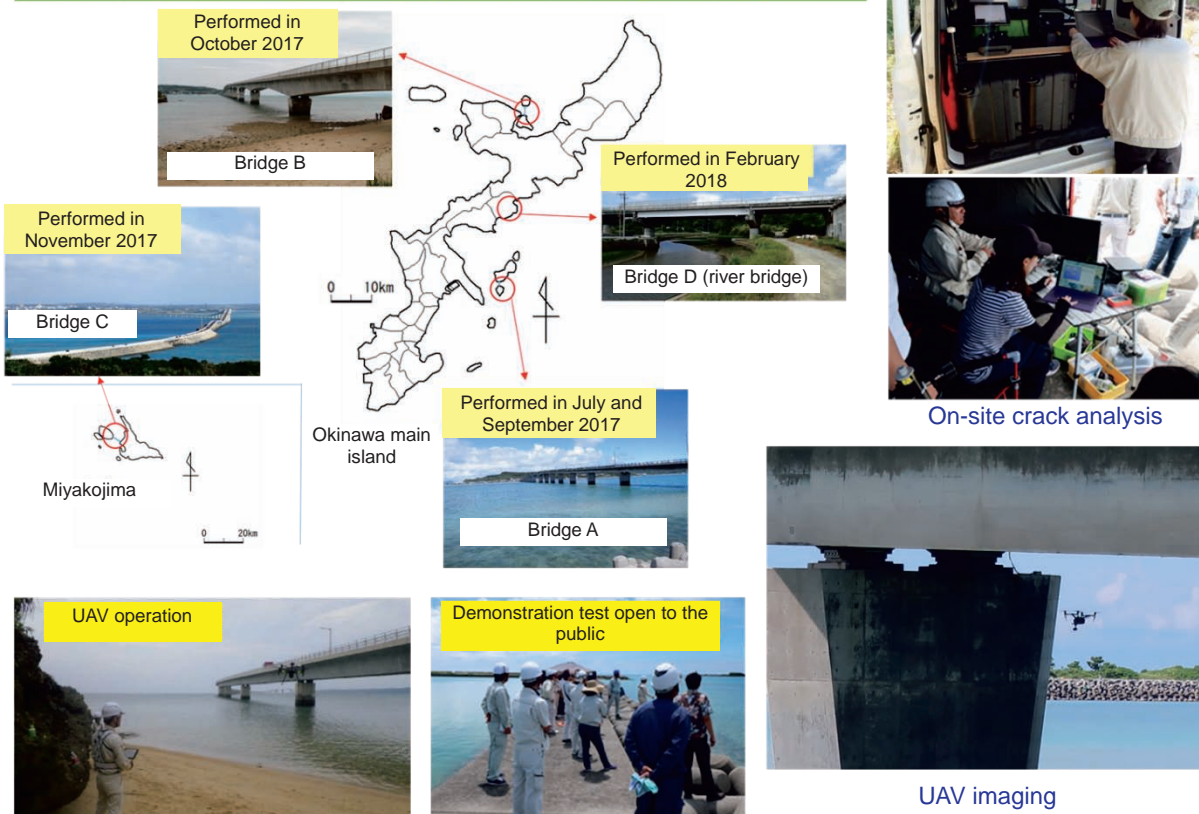 Performed in
October 2017
Bridge B
Performed in February
2018
Bridge D (river bridge)
Performed in
November 2017
Bridge C
0 10km
Performed in July and
September 2017
Bridge A
Okinawa main
island
Miyakojima
0 20km
On-site crack analysis
UAV operation
Demonstration test open to the
public
UAV imaging